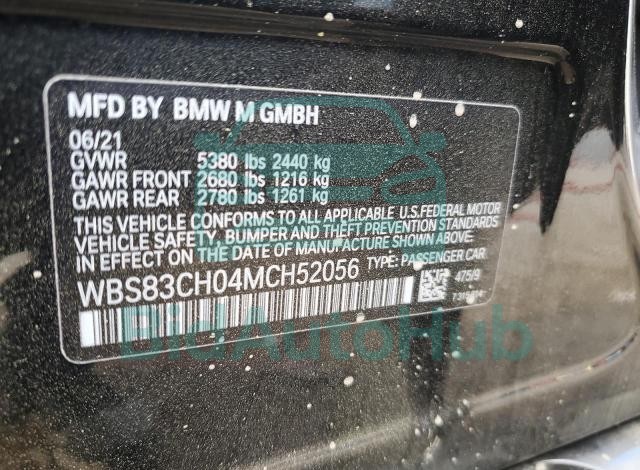 MFD BY BMW M GMBH
06/21
GVWR 5380 lbs 2440 kg
GAWR FRONT 2680 lbs 1216 kg
GAWR REAR 2780 lbs 1261 kg
THIS VEHICLE CONFORMS TO ALL APPLICABLE U.S.FEDERAL MOTOR
VEHICLE SAFETY, BUMPER AND THEFT PREVENTION STANDARDS
IN EFFECT ON THE DATE OF MANUFACTURE SHOWN ABOVE:
WBS83CH04MCH52056 TYPE: PASSENGER CAR
475/9
BidAutoHub